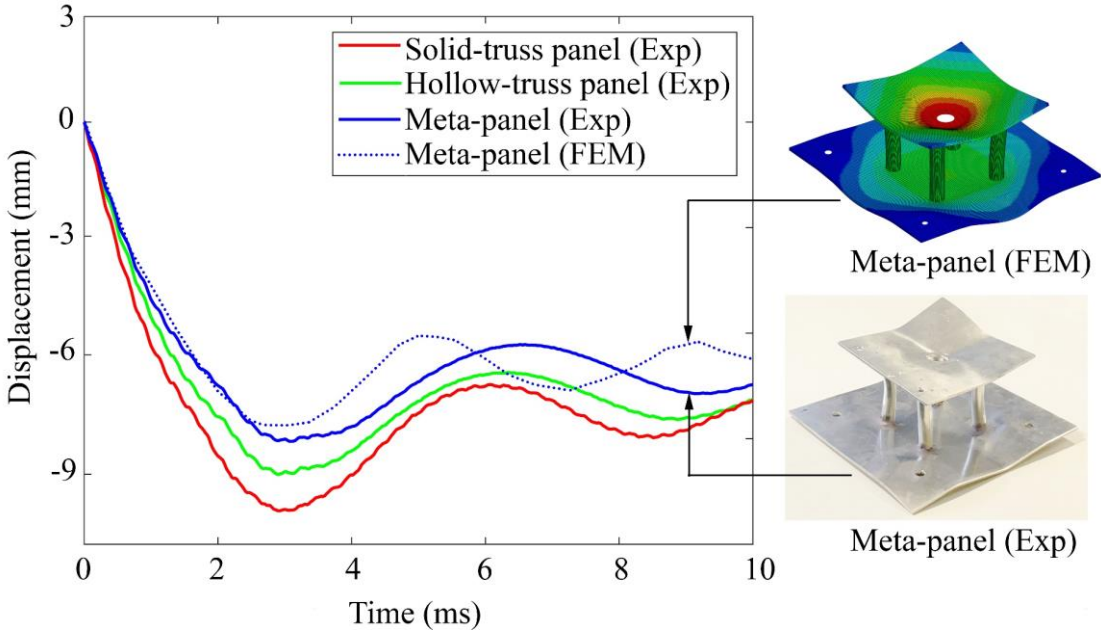 3
0
-3
-6
-9
0
2
4
6
8
10
Displacement (mm)
Time (ms)
Solid-truss panel (Exp)
Hollow-truss panel (Exp)
Meta-panel (Exp)
Meta-panel (FEM)
Meta-panel (FEM)
Meta-panel (Exp)